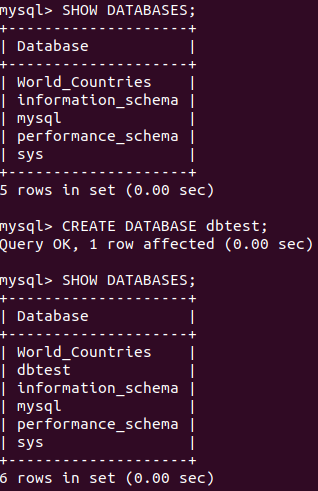 mysql> SHOW DATABASES;
+--------------------+
| Database           |
+--------------------+
| World_Countries    |
| information_schema |
| mysql              |
| performance_schema |
| sys                |
+--------------------+
5 rows in set (0.00 sec)
mysql> CREATE DATABASE dbtest;
Query OK, 1 row affected (0.00 sec)
mysql> SHOW DATABASES;
+--------------------+
| Database           |
+--------------------+
| World_Countries    |
| dbtest             |
| information_schema |
| mysql              |
| performance_schema |
| sys                |
+--------------------+
6 rows in set (0.00 sec)